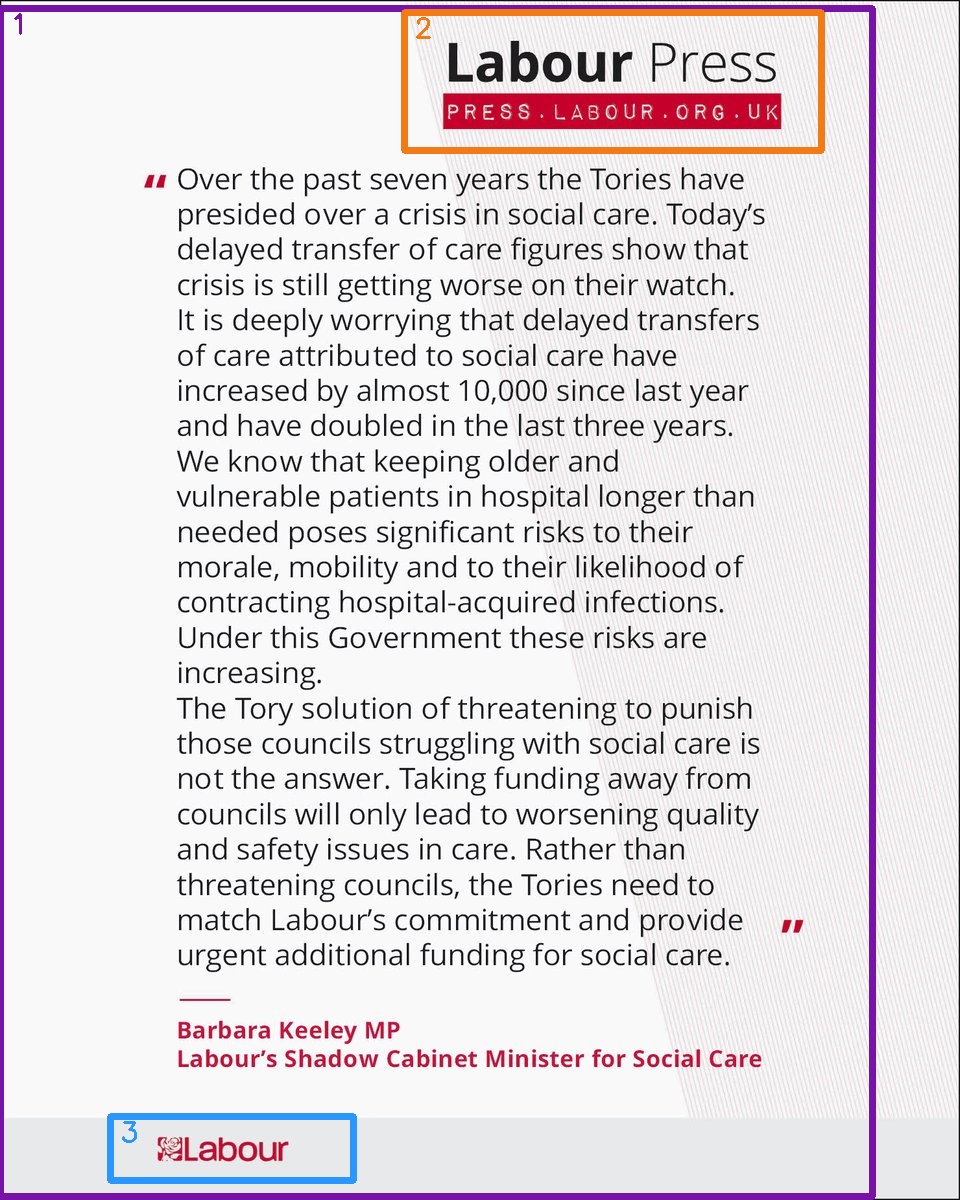 Labour Press
PRESS.LABOUR.ORG.UK
“ Over the past seven years the Tories have
presided over a crisis in social care. Today’s
delayed transfer of care figures show that
crisis is still getting worse on their watch.
It is deeply worrying that delayed transfers
of care attributed to social care have
increased by almost 10,000 since last year
and have doubled in the last three years.
We know that keeping older and
vulnerable patients in hospital longer than
needed poses significant risks to their
morale, mobility and to their likelihood of
contracting hospital-acquired infections.
Under this Government these risks are
increasing.
The Tory solution of threatening to punish
those councils struggling with social care is
not the answer. Taking funding away from
councils will only lead to worsening quality
and safety issues in care. Rather than
threatening councils, the Tories need to
match Labour’s commitment and provide
urgent additional funding for social care. ”
Barbara Keeley MP
Labour’s Shadow Cabinet Minister for Social Care
Labour